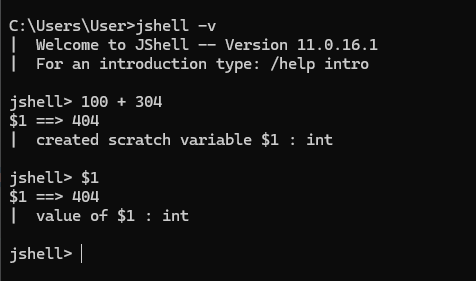 C:\Users\User>jshell -v
|  Welcome to JShell -- Version 11.0.16.1
|  For an introduction type: /help intro
jshell> 100 + 304
$1 ==> 404
|  created scratch variable $1 : int
jshell> $1
$1 ==> 404
|  value of $1 : int
jshell>